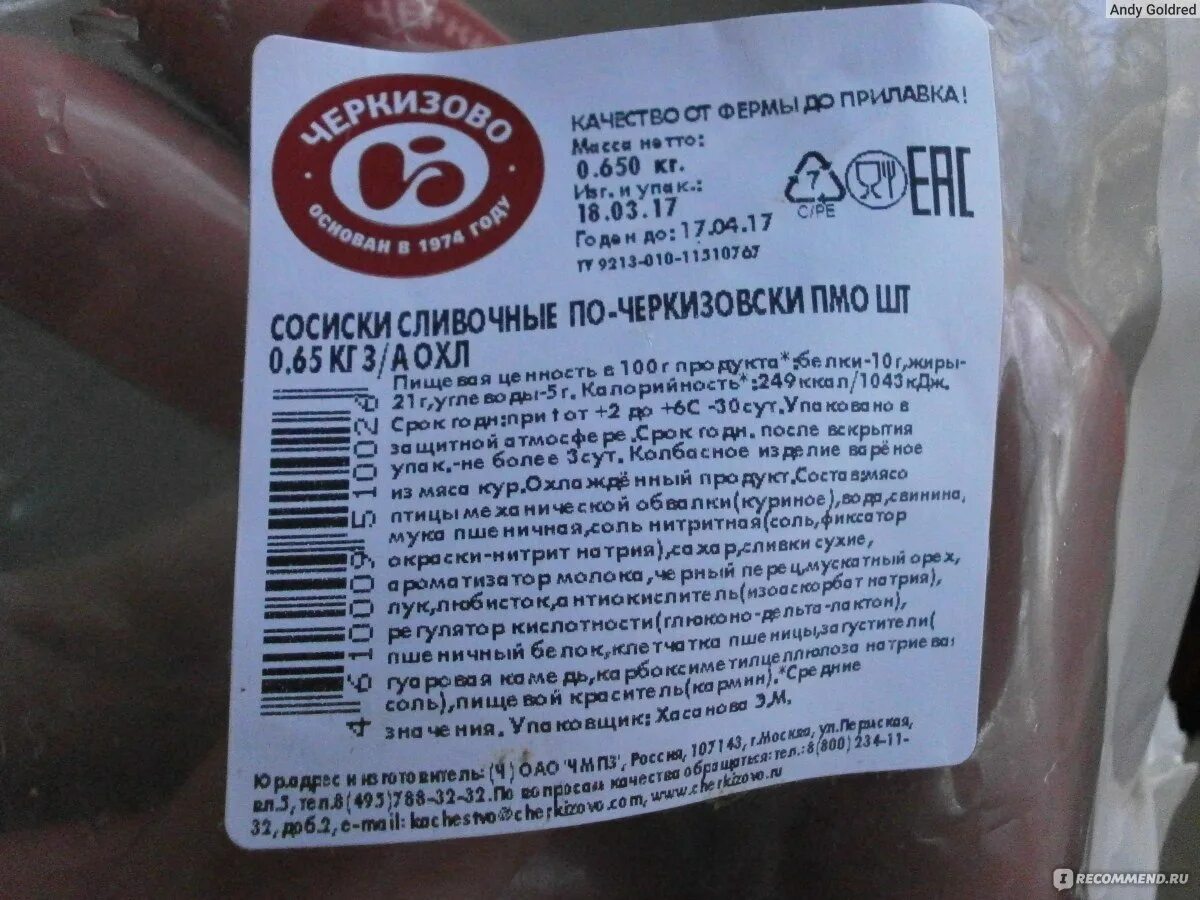 Andy Goldred
ЧЕРКИЗОВО
ОСНОВАН В 1974 ГОДУ
КАЧЕСТВО ОТ ФЕРМЫ ДО ПРИЛАВКА!
Масса нетто:
0.650 кг.
Изг. и упак.:
18.03.17
Годен до: 17.04.17
ТУ 9213-010-11510767
7
C/PE
EAC
СОСИСКИ СЛИВОЧНЫЕ ПО-ЧЕРКИЗОВСКИ ПМО ШТ
0.65 КГ З/А ОХЛ
Пищевая ценность в 100г продукта*:белки-10г,жиры-
21г,углеводы-5г. Калорийность*:249ккал/1043кДж.
Срок годн:при t от +2 до +6С -30сут.Упаковано в
защитной атмосфере.Срок годн. после вскрытия
упак.-не более 3сут. Колбасное изделие варёное
из мяса кур.Охлаждённый продукт.Состав:мясо
птицы механической обвалки(куриное),вода,свинина,
мука пшеничная,соль нитритная(соль,фиксатор
окраски-нитрит натрия),сахар,сливки сухие,
ароматизатор молока,черный перец,мускатный орех,
лук,любисток,антиокислитель(изоаскорбат натрия),
регулятор кислотности(глюконо-дельта-лактон),
пшеничный белок,клетчатка пшеницы,загустители(
гуаровая камедь,карбоксиметилцеллюлоза натриевая
соль),пищевой краситель(кармин).*Средние
значения. Упаковщик: Хасанова Э.М.
4 610009 510028
Юр.адрес и изготовитель: (Ч) ОАО 'ЧМПЗ', Россия, 107143, г.Москва, ул.Пермская,
вл.5, тел.8(495)788-32-32.По вопросам качества обращаться:тел.:8(800) 234-11-
32, доб.2, e-mail: kachestvo@cherkizovo.com, www.cherkizovo.ru
IRECOMMEND.RU